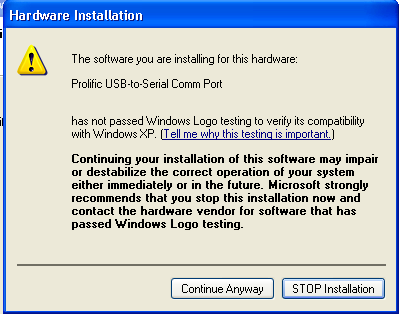 Hardware Installation
The software you are installing for this hardware:
Prolific USB-to-Serial Comm Port
has not passed Windows Logo testing to verify its compatibility
with Windows XP. (Tell me why this testing is important.)
Continuing your installation of this software may impair
or destabilize the correct operation of your system
either immediately or in the future. Microsoft strongly
recommends that you stop this installation now and
contact the hardware vendor for software that has
passed Windows Logo testing.
Continue Anyway
STOP Installation